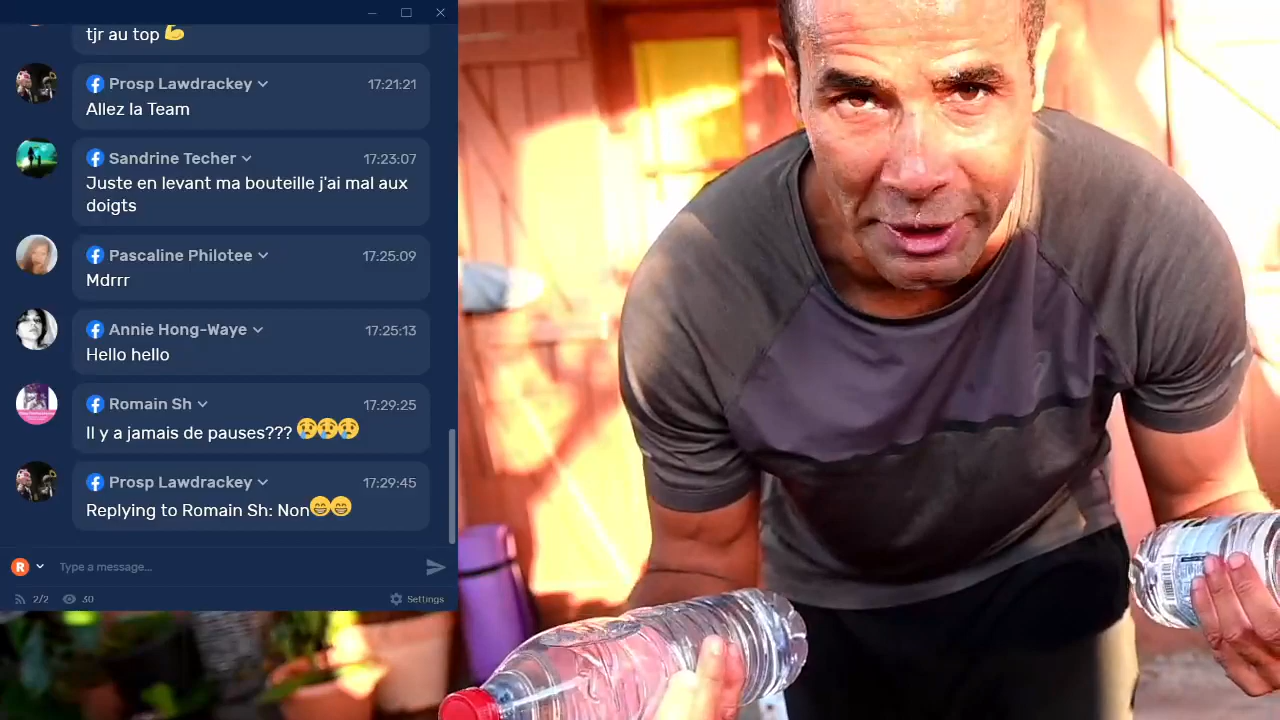 tjr au top 💪
Prosp Lawdrackey 17:21:21
Allez la Team
Sandrine Techer 17:23:07
Juste en levant ma bouteille j'ai mal aux
doigts
Pascaline Philotee 17:25:09
Mdrrr
Annie Hong-Waye 17:25:13
Hello hello
Romain Sh 17:29:25
Il y a jamais de pauses??? 😢😢😢
Prosp Lawdrackey 17:29:45
Replying to Romain Sh: Non😁😁
R
Type a message...
2/2 30 Settings